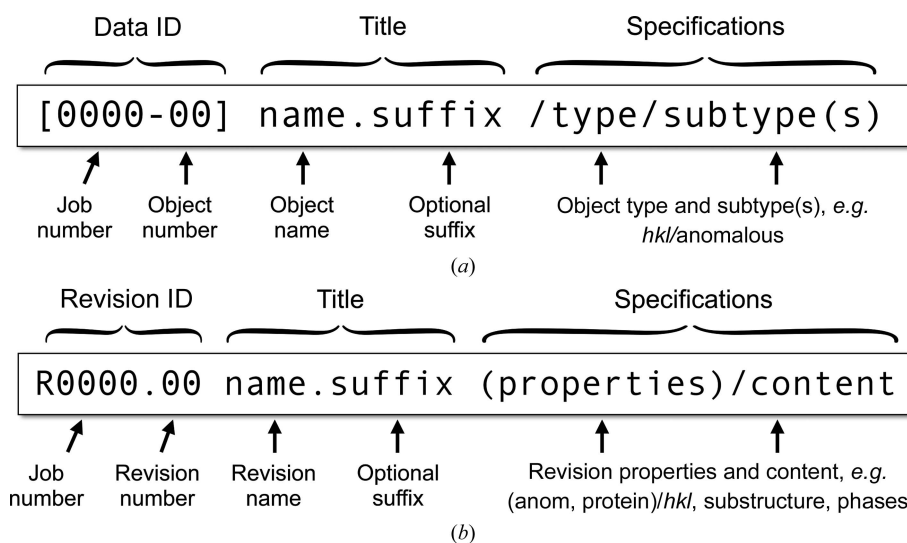 Data ID Title Specifications
[0000-00] name.suffix /type/subtype(s)
Job number Object number Object name Optional suffix Object type and subtype(s), e.g. hkl/anomalous
(a)
Revision ID Title Specifications
R0000.00 name.suffix (properties)/content
Job number Revision number Revision name Optional suffix Revision properties and content, e.g. (anom, protein)/hkl, substructure, phases
(b)